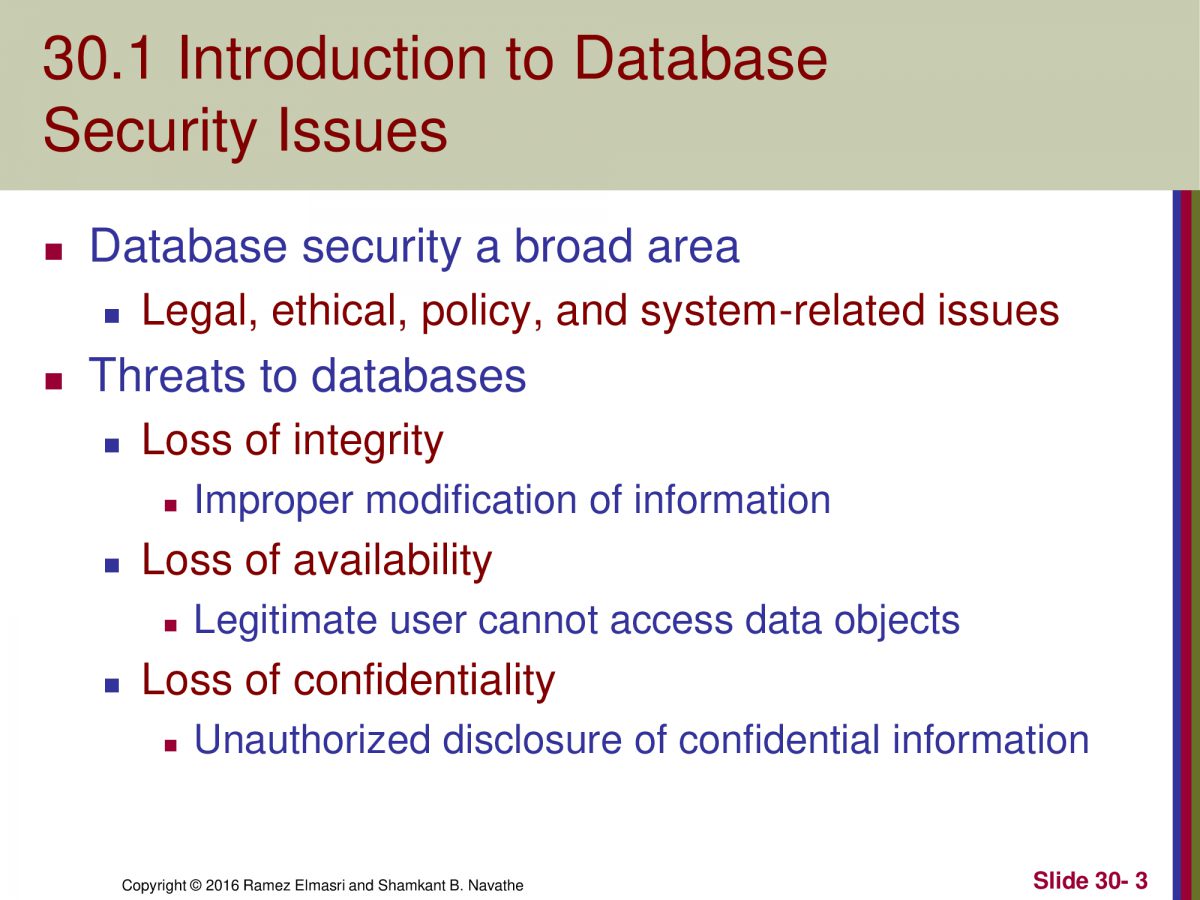 30.1 Introduction to Database
Security Issues
Database security a broad area
Legal, ethical, policy, and system-related issues
Threats to databases
Loss of integrity
Improper modification of information
Loss of availability
Legitimate user cannot access data objects
Loss of confidentiality
Unauthorized disclosure of confidential information
Copyright © 2016 Ramez Elmasri and Shamkant B. Navathe
Slide 30- 3